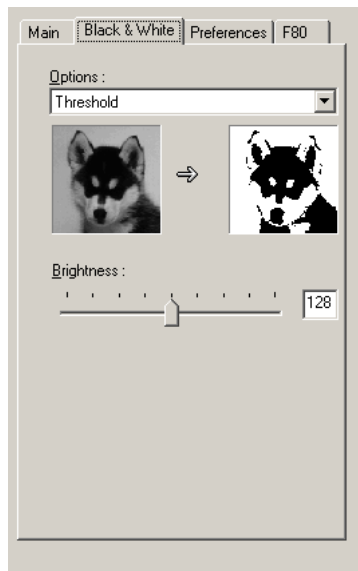 Main Black & White Preferences F80
Options :
Threshold
Brightness :
128